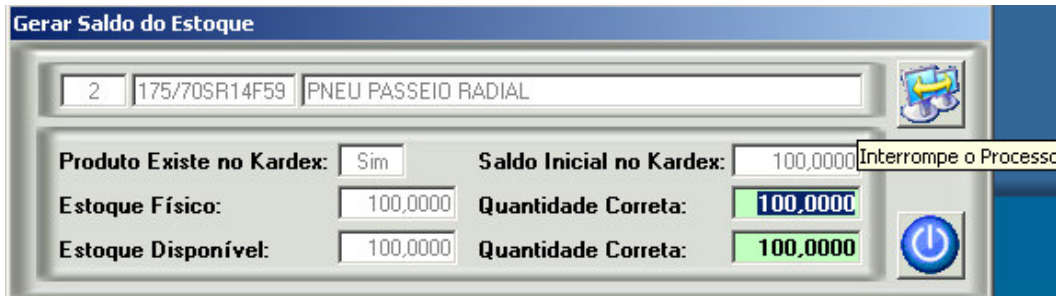 Gerar Saldo do Estoque
2 175/70SR14F59 PNEU PASSEIO RADIAL
Produto Existe no Kardex: Sim Saldo Inicial no Kardex: 100,0000 Interrompe o Processo
Estoque Físico: 100,0000 Quantidade Correta: 100,0000
Estoque Disponível: 100,0000 Quantidade Correta: 100,0000